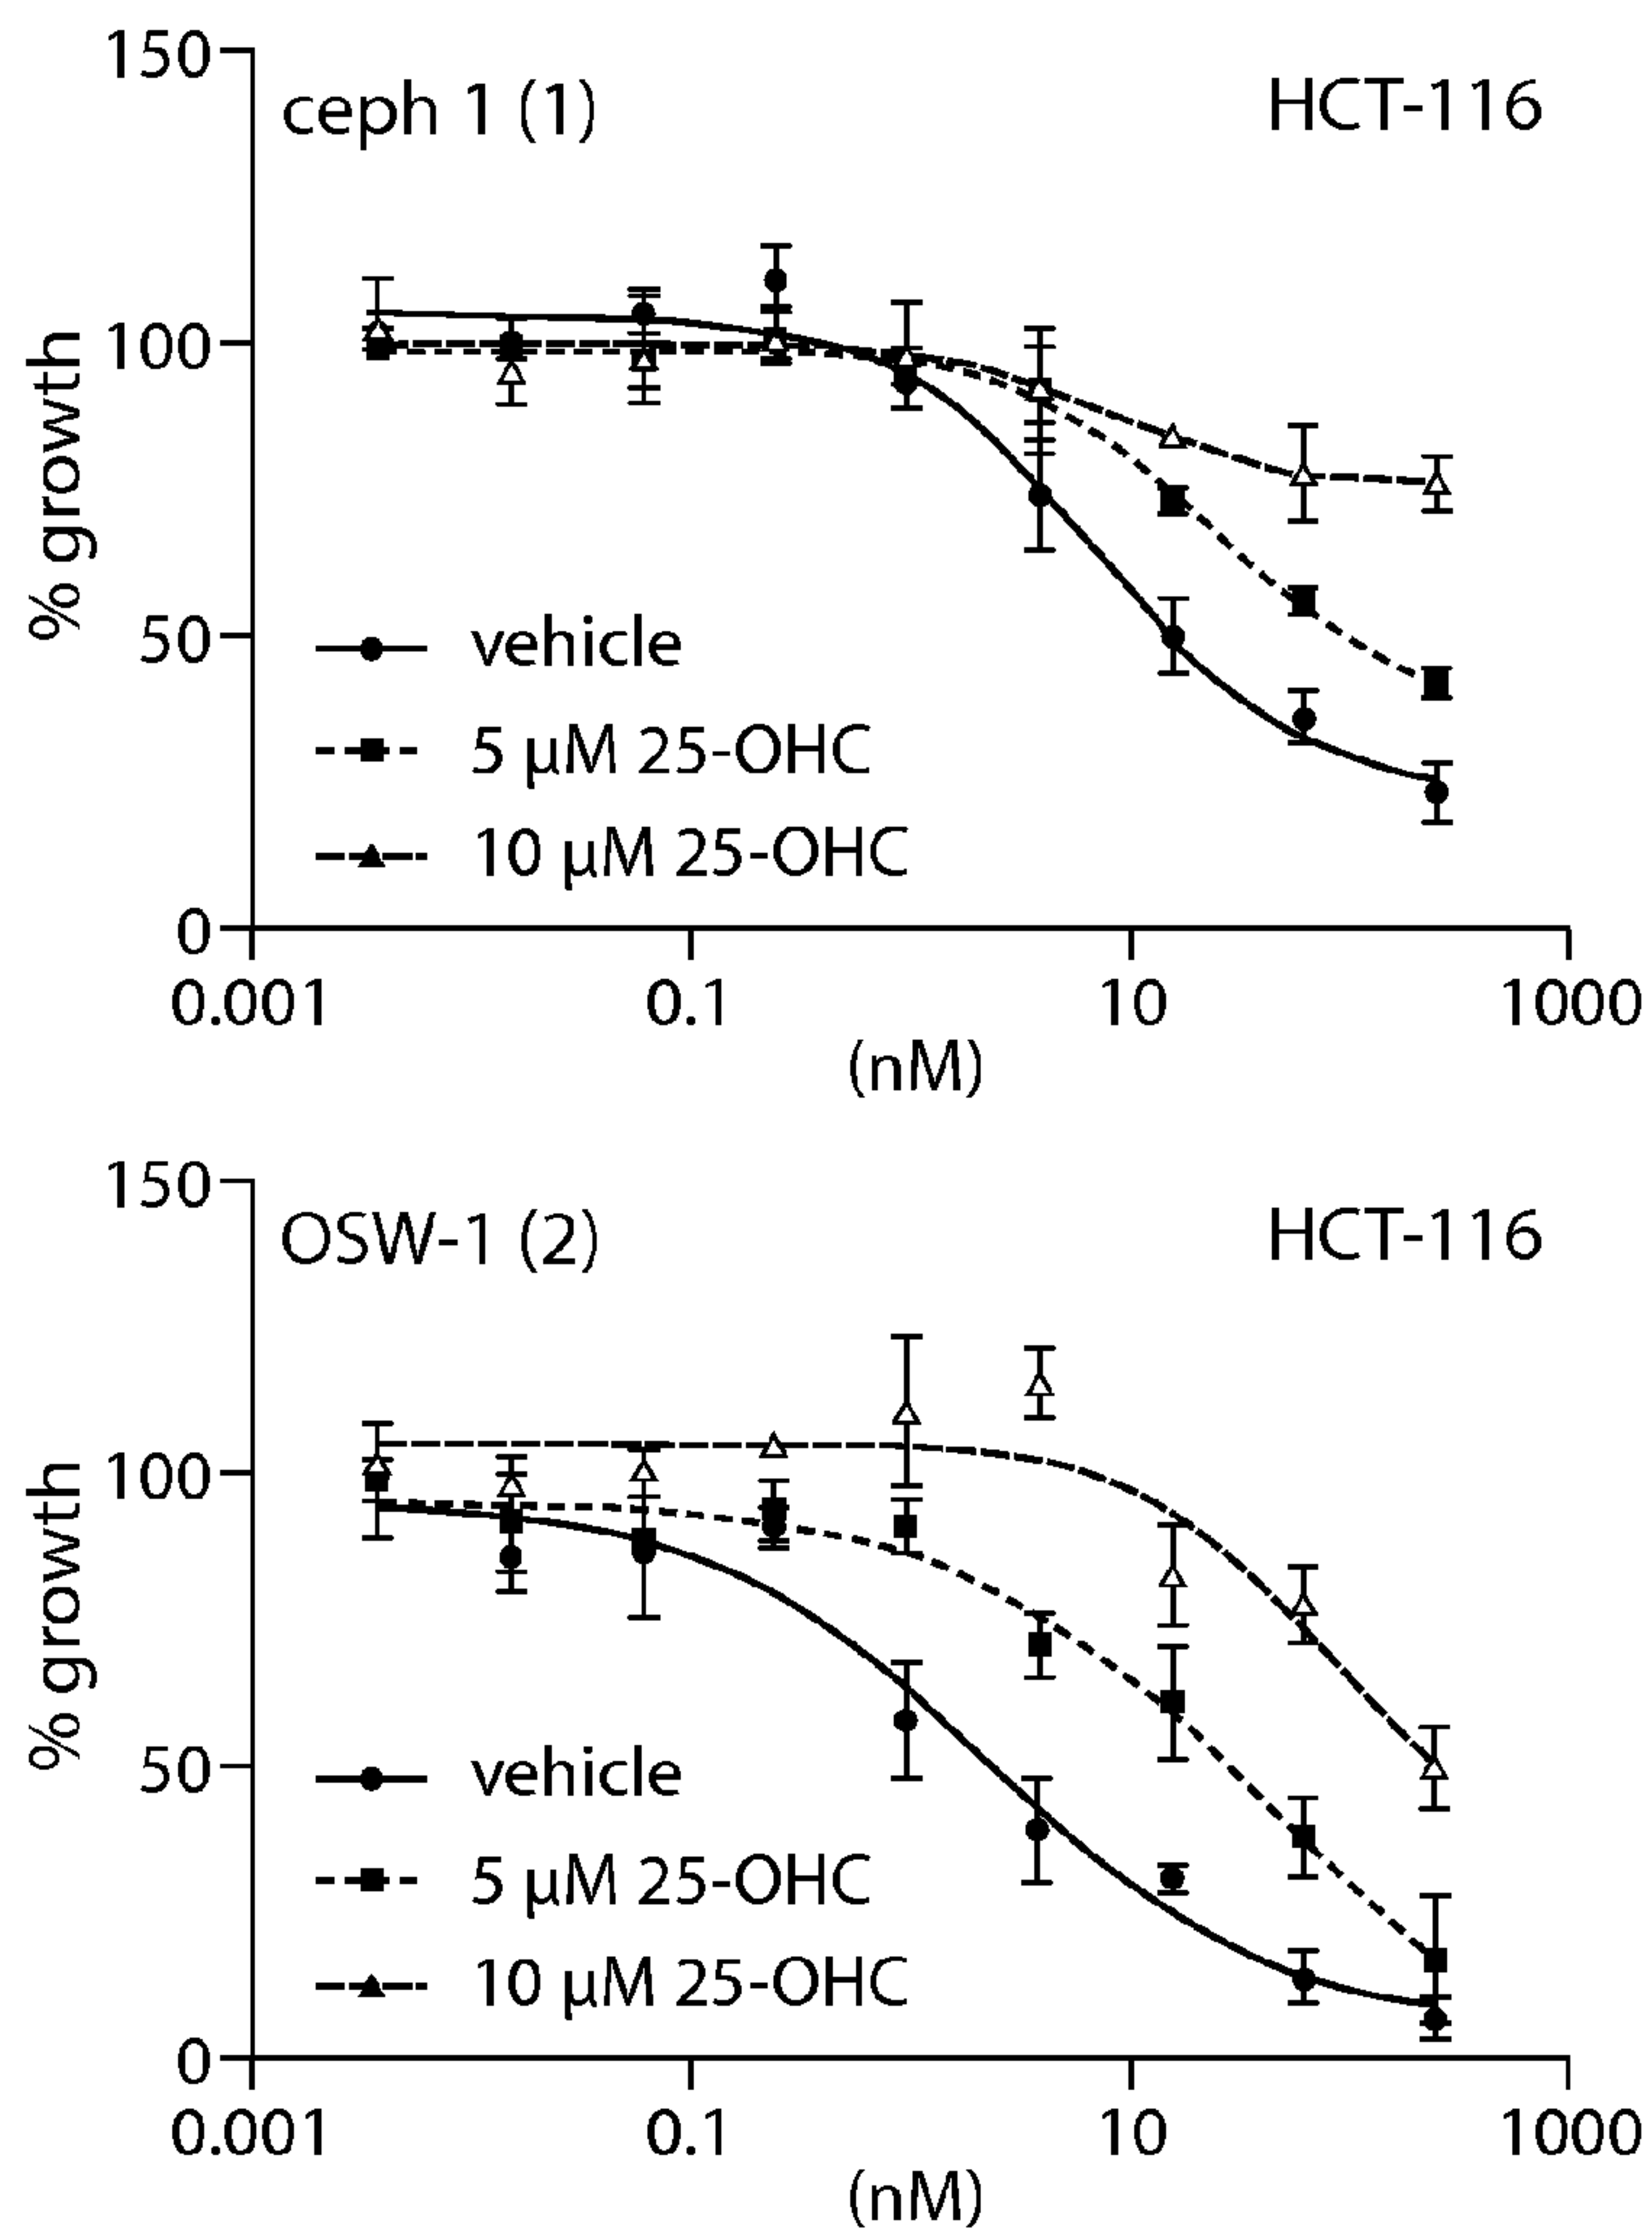 150
ceph 1 (1) HCT-116
100
% growth
50
vehicle
5 µM 25-OHC
10 µM 25-OHC
0
0.001 0.1 10 1000
(nM)
150
OSW-1 (2) HCT-116
100
% growth
50
vehicle
5 µM 25-OHC
10 µM 25-OHC
0
0.001 0.1 10 1000
(nM)